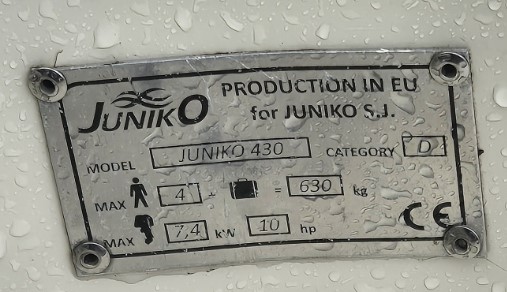 JUNIKO
PRODUCTION IN EU
for JUNIKO S.J.
MODEL JUNIKO 430 CATEGORY D
MAX 4 + = 630 kg
MAX 7,4 kW 10 hp
CE